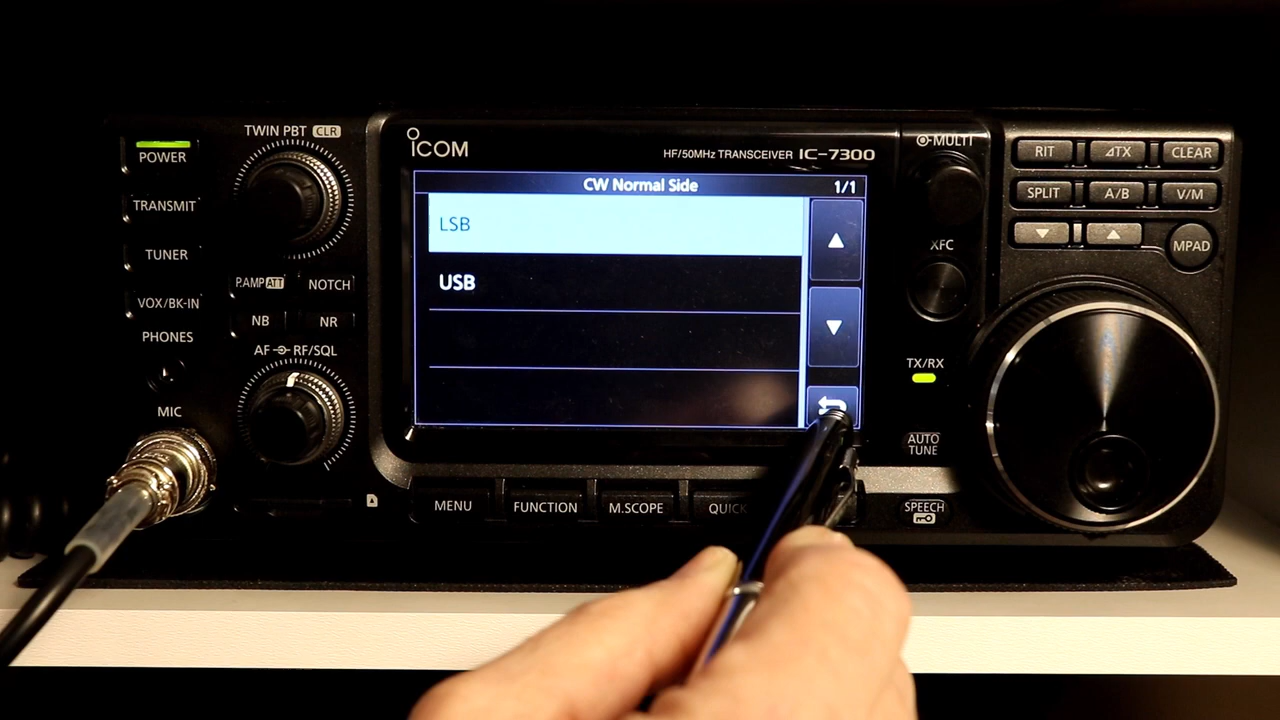 TWIN PBT CLR
POWER
TRANSMIT
TUNER
VOX/BK-IN
PHONES
MIC
P.AMP ATT
NOTCH
NB
NR
AF RF/SQL
ICOM
HF/50MHz TRANSCEIVER IC-7300
CW Normal Side 1/1
LSB
USB
MENU
FUNCTION
M.SCOPE
QUICK
MULTI
XFC
TX/RX
AUTO
TUNE
SPEECH
RIT
ΔTX
CLEAR
SPLIT
A/B
V/M
MPAD